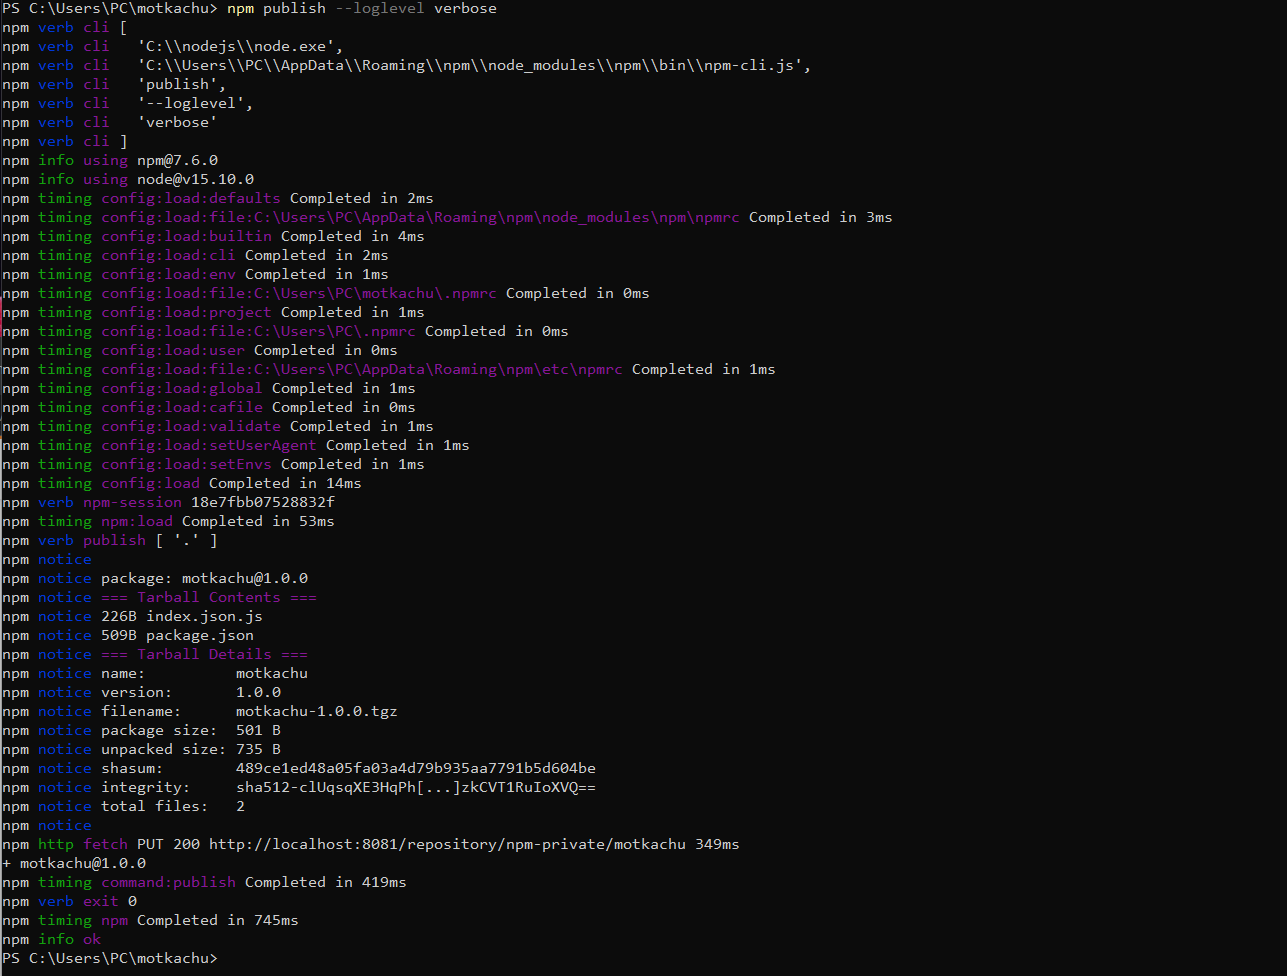 PS C:\Users\PC\motkachu> npm publish --loglevel verbose
npm verb cli [
npm verb cli   'C:\\nodejs\\node.exe',
npm verb cli   'C:\\Users\\PC\\AppData\\Roaming\\npm\\node_modules\\npm\\bin\\npm-cli.js',
npm verb cli   'publish',
npm verb cli   '--loglevel',
npm verb cli   'verbose'
npm verb cli ]
npm info using npm@7.6.0
npm info using node@v15.10.0
npm timing config:load:defaults Completed in 2ms
npm timing config:load:file:C:\Users\PC\AppData\Roaming\npm\node_modules\npm\npmrc Completed in 3ms
npm timing config:load:builtin Completed in 4ms
npm timing config:load:cli Completed in 2ms
npm timing config:load:env Completed in 1ms
npm timing config:load:file:C:\Users\PC\motkachu\.npmrc Completed in 0ms
npm timing config:load:project Completed in 1ms
npm timing config:load:file:C:\Users\PC\.npmrc Completed in 0ms
npm timing config:load:user Completed in 0ms
npm timing config:load:file:C:\Users\PC\AppData\Roaming\npm\etc\npmrc Completed in 1ms
npm timing config:load:global Completed in 1ms
npm timing config:load:cafile Completed in 0ms
npm timing config:load:validate Completed in 1ms
npm timing config:load:setUserAgent Completed in 1ms
npm timing config:load:setEnvs Completed in 1ms
npm timing config:load Completed in 14ms
npm verb npm-session 18e7fbb07528832f
npm timing npm:load Completed in 53ms
npm verb publish [ '.' ]
npm notice
npm notice package: motkachu@1.0.0
npm notice === Tarball Contents ===
npm notice 226B index.json.js
npm notice 509B package.json
npm notice === Tarball Details ===
npm notice name:          motkachu
npm notice version:       1.0.0
npm notice filename:      motkachu-1.0.0.tgz
npm notice package size:  501 B
npm notice unpacked size: 735 B
npm notice shasum:        489ce1ed48a05fa03a4d79b935aa7791b5d604be
npm notice integrity:     sha512-clUqsqXE3HqPh[...]zkCVT1RuIoXVQ==
npm notice total files:   2
npm notice
npm http fetch PUT 200 http://localhost:8081/repository/npm-private/motkachu 349ms
+ motkachu@1.0.0
npm timing command:publish Completed in 419ms
npm verb exit 0
npm timing npm Completed in 745ms
npm info ok
PS C:\Users\PC\motkachu>